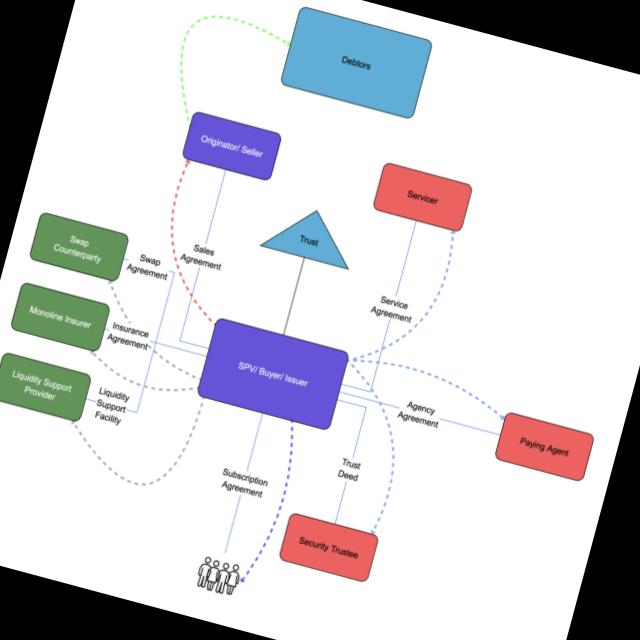 Debtors
Originator/ Seller
Servicer
Swap
Counterparty
Swap
Agreement
Sales
Agreement
Trust
Monoline Insurer
Insurance
Agreement
Service
Agreement
Liquidity Support
Provider
Liquidity
Support
Facility
SPV/ Buyer/ Issuer
Agency
Agreement
Paying Agent
Subscription
Agreement
Trust
Deed
Security Trustee